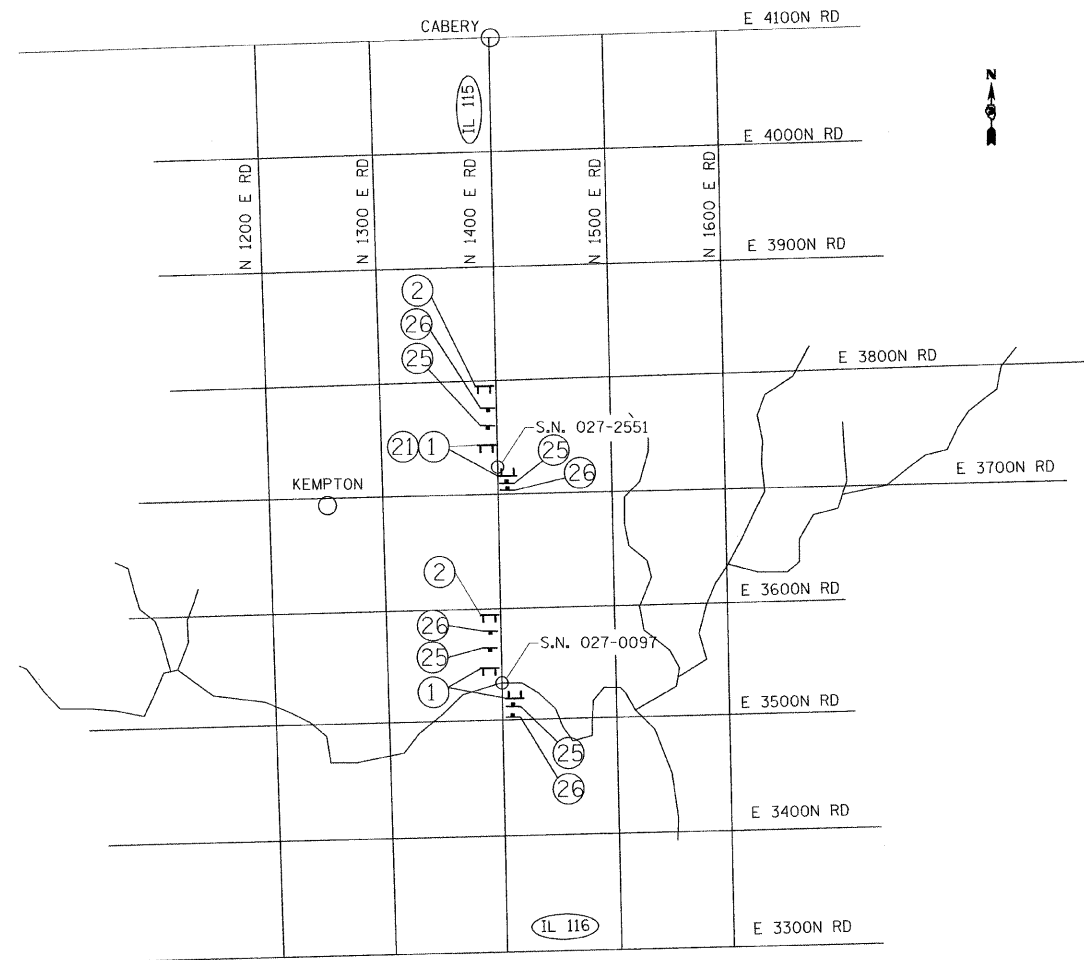 CABERY
E 4100N RD
IL 115
N
E 4000N RD
N 1200 E RD
N 1300 E RD
N 1400 E RD
N 1500 E RD
N 1600 E RD
E 3900N RD
2
26
25
E 3800N RD
S.N. 027-2551
21 1
25
26
E 3700N RD
KEMPTON
2
E 3600N RD
26
S.N. 027-0097
25
1
E 3500N RD
25
26
E 3400N RD
IL 116
E 3300N RD